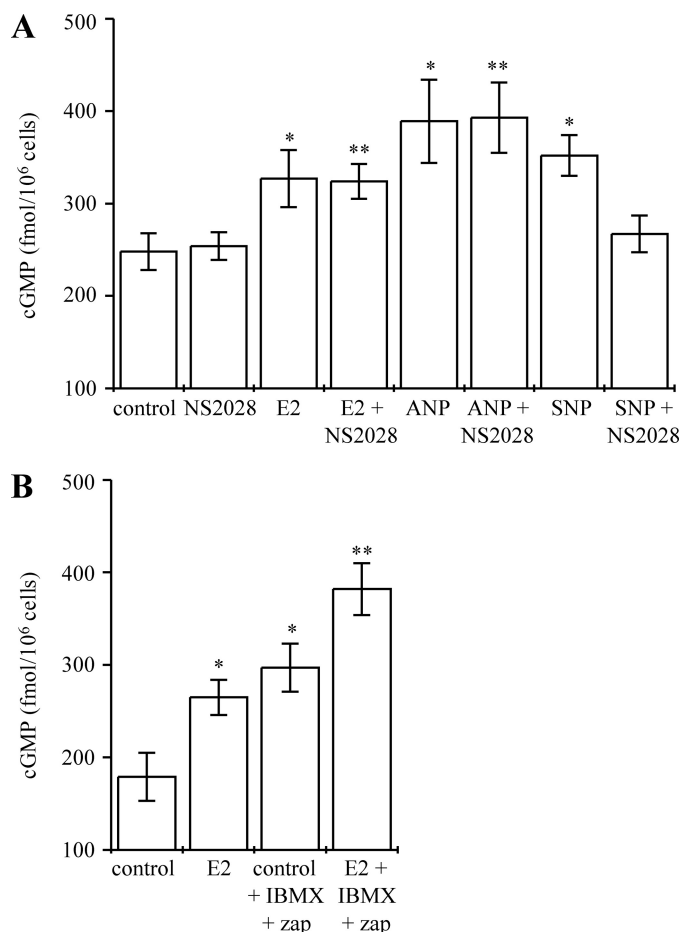 A
500
400
300
200
100
cGMP (fmol/10⁶ cells)
*
**
*
**
*
control NS2028 E2 E2 + ANP ANP + SNP SNP +
NS2028 NS2028 NS2028
B
500
400
300
200
100
cGMP (fmol/10⁶ cells)
*
*
**
control E2 control E2 +
+ IBMX IBMX
+ zap + zap